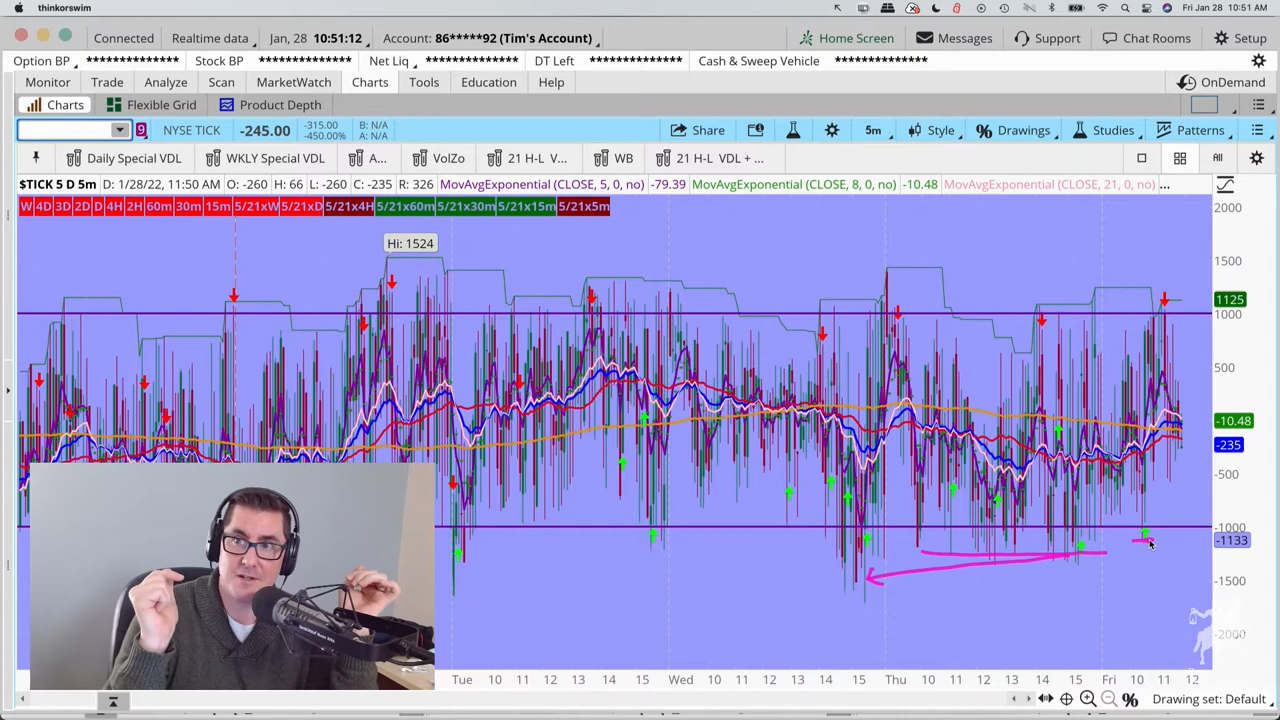 thinkorswim Fri Jan 28 10:51 AM
Connected Realtime data Jan, 28 10:51:12 Account: 86*****92 (Tim's Account) Home Screen Messages Support Chat Rooms Setup
Option BP ************** Stock BP ************** Net Liq ************** DT Left ************** Cash & Sweep Vehicle **************
Monitor Trade Analyze Scan MarketWatch Charts Tools Education Help OnDemand
Charts Flexible Grid Product Depth
9 NYSE TICK -245.00 -315.00 B: N/A Share 5m Style Drawings Studies Patterns
-450.00% A: N/A
Daily Special VDL WKLY Special VDL A... VolZo 21 H-L V... WB 21 H-L VDL + ... All
$TICK 5 D 5m D: 1/28/22, 11:50 AM O: -260 H: 66 L: -260 C: -235 R: 326 MovAvgExponential (CLOSE, 5, 0, no) -79.39 MovAvgExponential (CLOSE, 8, 0, no) -10.48 MovAvgExponential (CLOSE, 21, 0, no) ...
W 4D 3D 2D D 4H 2H 60m 30m 15m 5/21xW 5/21xD 5/21x4H 5/21x60m 5/21x30m 5/21x15m 5/21x5m
2000
Hi: 1524
1500
1125
1000
500
-10.48
-235
-500
-1000
-1133
-1500
-2000
Tue 10 11 12 13 14 15 Wed 10 11 12 13 14 15 Thu 10 11 12 13 14 15 Fri 10 11 12
Drawing set: Default